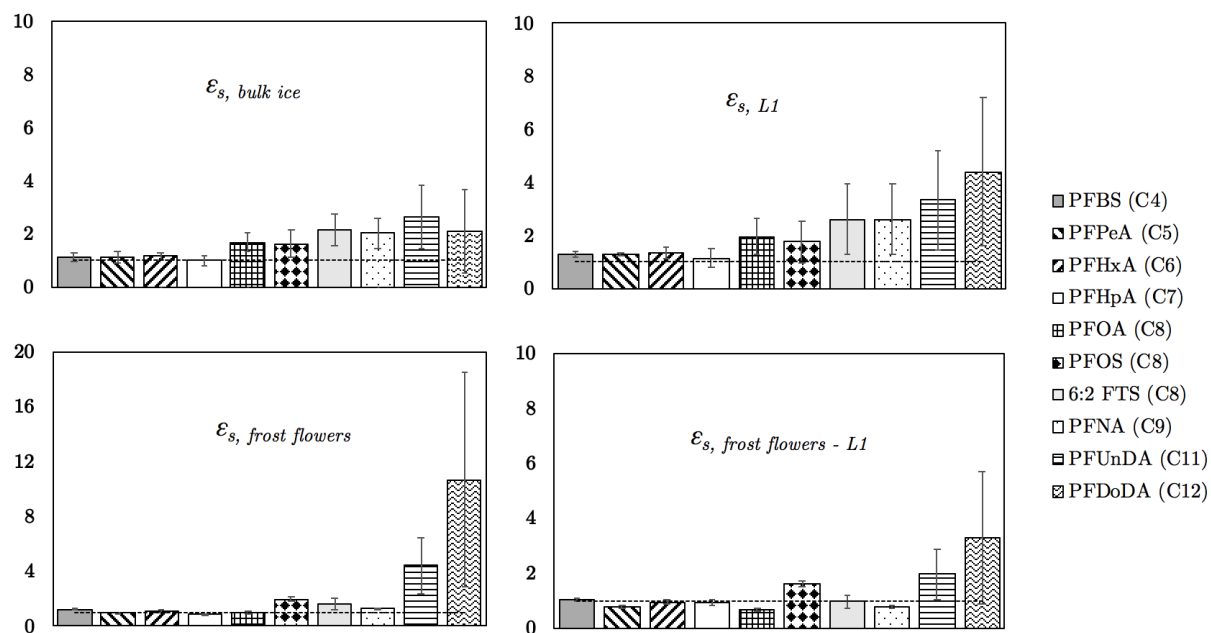 10
8
6
4
2
0
εs, bulk ice
10
8
6
4
2
0
εs, L1
20
16
12
8
4
0
εs, frost flowers
10
8
6
4
2
0
εs, frost flowers - L1
PFBS (C4)
PFPeA (C5)
PFHxA (C6)
PFHpA (C7)
PFOA (C8)
PFOS (C8)
6:2 FTS (C8)
PFNA (C9)
PFUnDA (C11)
PFDoDA (C12)